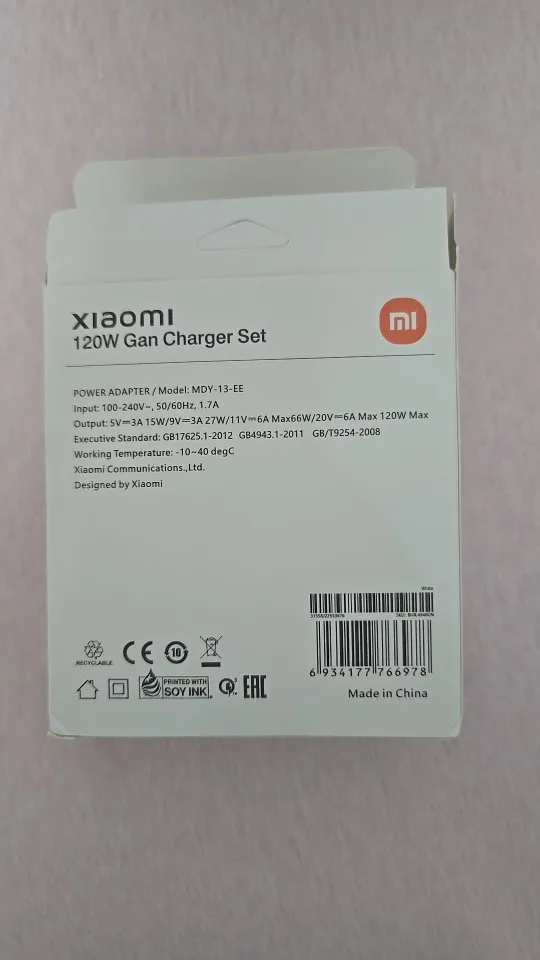 xiaomi
mi
120W Gan Charger Set
POWER ADAPTER / Model: MDY-13-EE
Input: 100-240V~, 50/60Hz, 1.7A
Output: 5V⎓3A 15W/9V⎓3A 27W/11V⎓6A Max66W/20V⎓6A Max 120W Max
Executive Standard: GB17625.1-2012 GB4943.1-2011 GB/T9254-2008
Working Temperature: -10~40 degC
Xiaomi Communications.,Ltd.
Designed by Xiaomi
White
SKU:
6 934177 766978
RECYCLABLE
CE
10
PRINTED WITH
SOY INK
EAC
Made in China